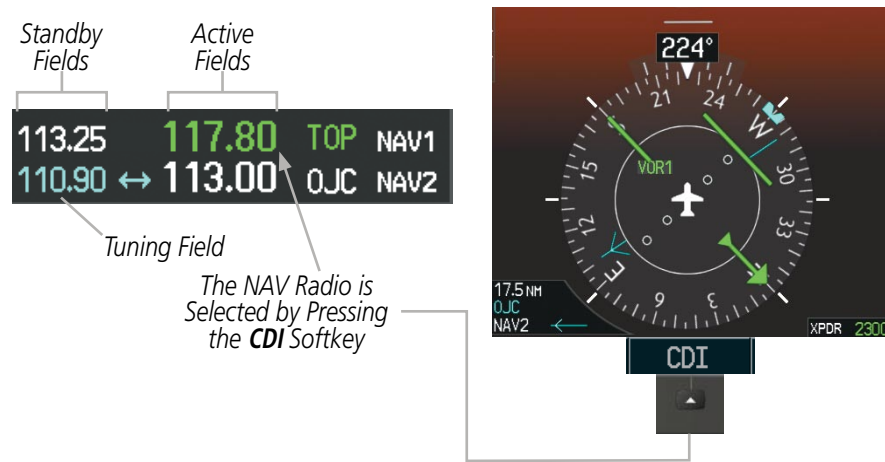 Standby
Fields
Active
Fields
113.25 117.80 TOP NAV1
110.90 ↔ 113.00 OJC NAV2
Tuning Field
The NAV Radio is
Selected by Pressing
the CDI Softkey
224°
21 24
W
30
33
3
6
E
12
15
VOR1
17.5 NM
OJC
NAV2
XPDR 2300
CDI